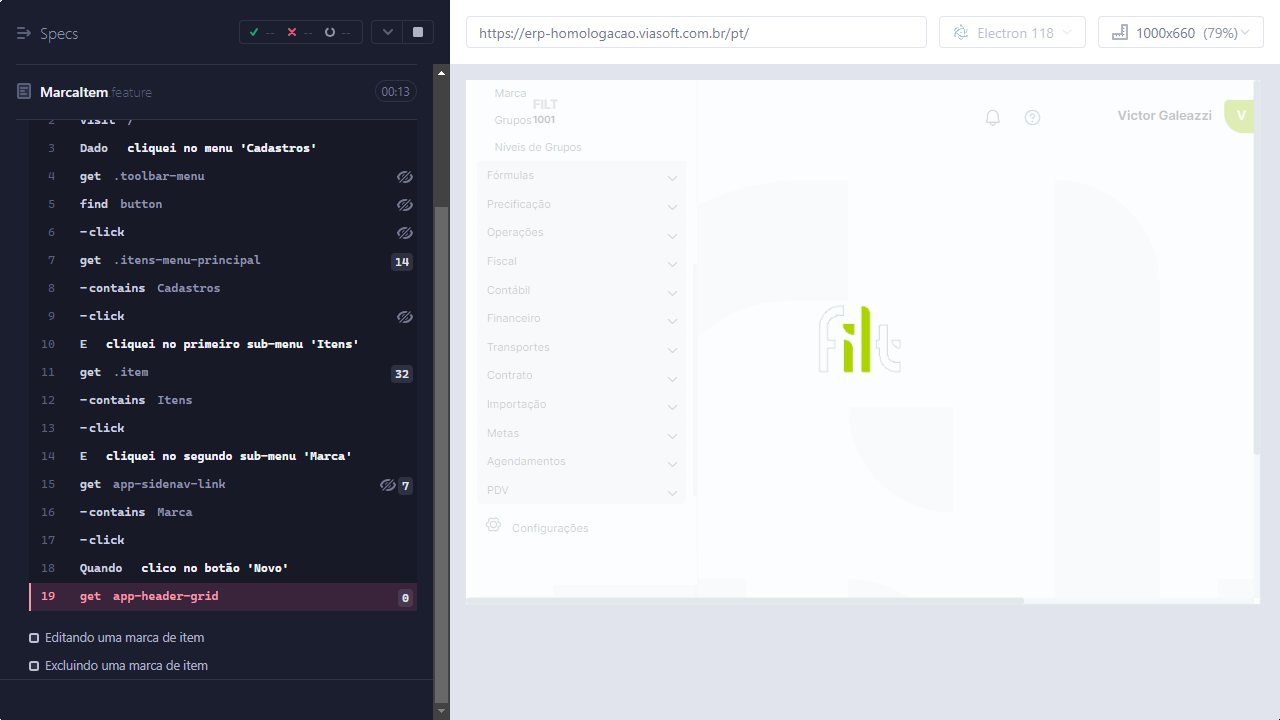 Specs
-- -- --
MarcaItem.feature
00:13
2 visit /
3 Dado cliquei no menu 'Cadastros'
4 get .toolbar-menu
5 find button
6 -click
7 get .itens-menu-principal 14
8 -contains Cadastros
9 -click
10 E cliquei no primeiro sub-menu 'Itens'
11 get .item 32
12 -contains Itens
13 -click
14 E cliquei no segundo sub-menu 'Marca'
15 get app-sidenav-link 7
16 -contains Marca
17 -click
18 Quando clico no botão 'Novo'
19 get app-header-grid 0
Editando uma marca de item
Excluindo uma marca de item
https://erp-homologacao.viasoft.com.br/pt/
Electron 118
1000x660 (79%)
Marca
FILT
Grupos 1001
Níveis de Grupos
Victor Galeazzi
V
Fórmulas
Precificação
Operações
Fiscal
Contábil
Financeiro
Transportes
Contrato
Importação
Metas
Agendamentos
PDV
Configurações
filt